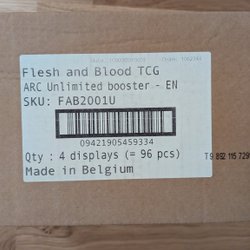 Flesh and Blood TCG
ARC Unlimited booster - EN
SKU: FAB2001U
09421905459334
Qty : 4 displays (= 96 pcs)
Made in Belgium